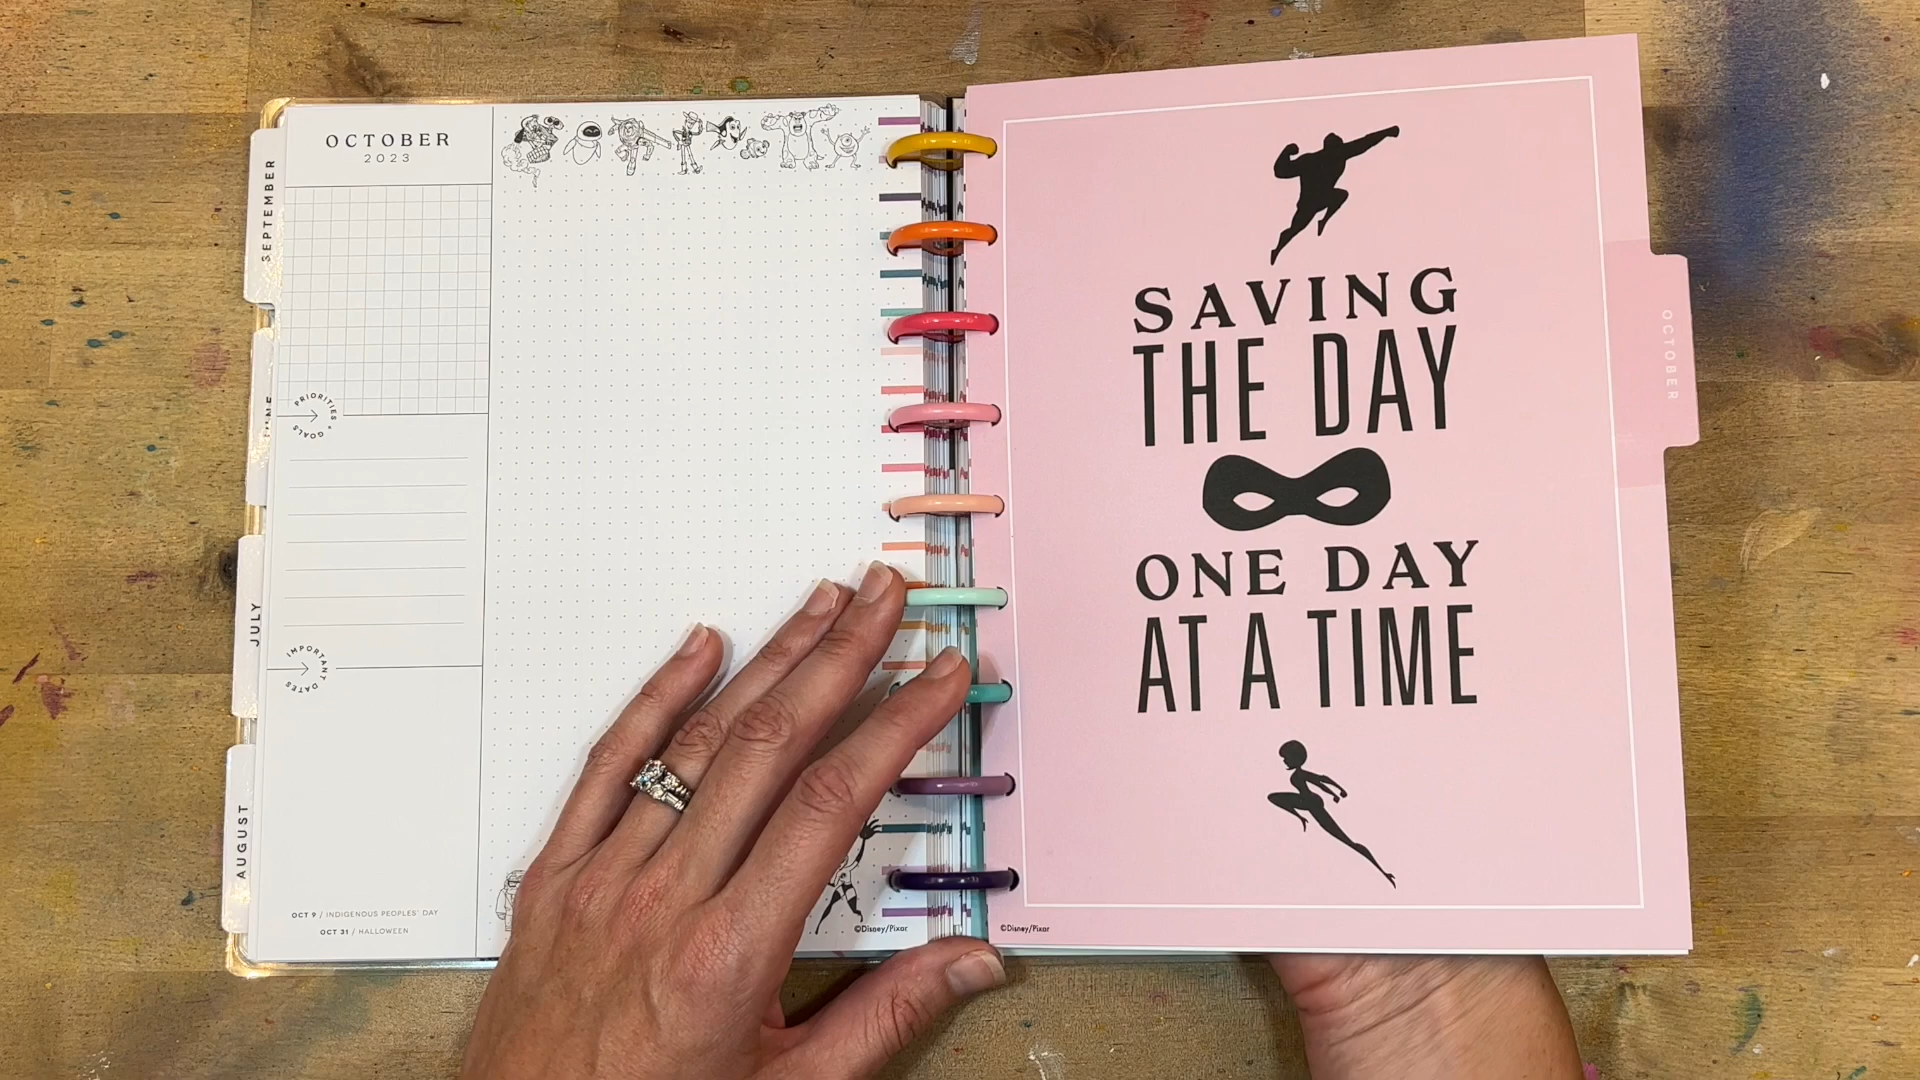 OCTOBER
2023
SEPTEMBER
PRIORITIES + GOALS
JULY
IMPORTANT DATES
AUGUST
OCT 9 / INDIGENOUS PEOPLES' DAY
OCT 31 / HALLOWEEN
©Disney/Pixar
SAVING
THE DAY
ONE DAY
AT A TIME
©Disney/Pixar
OCTOBER